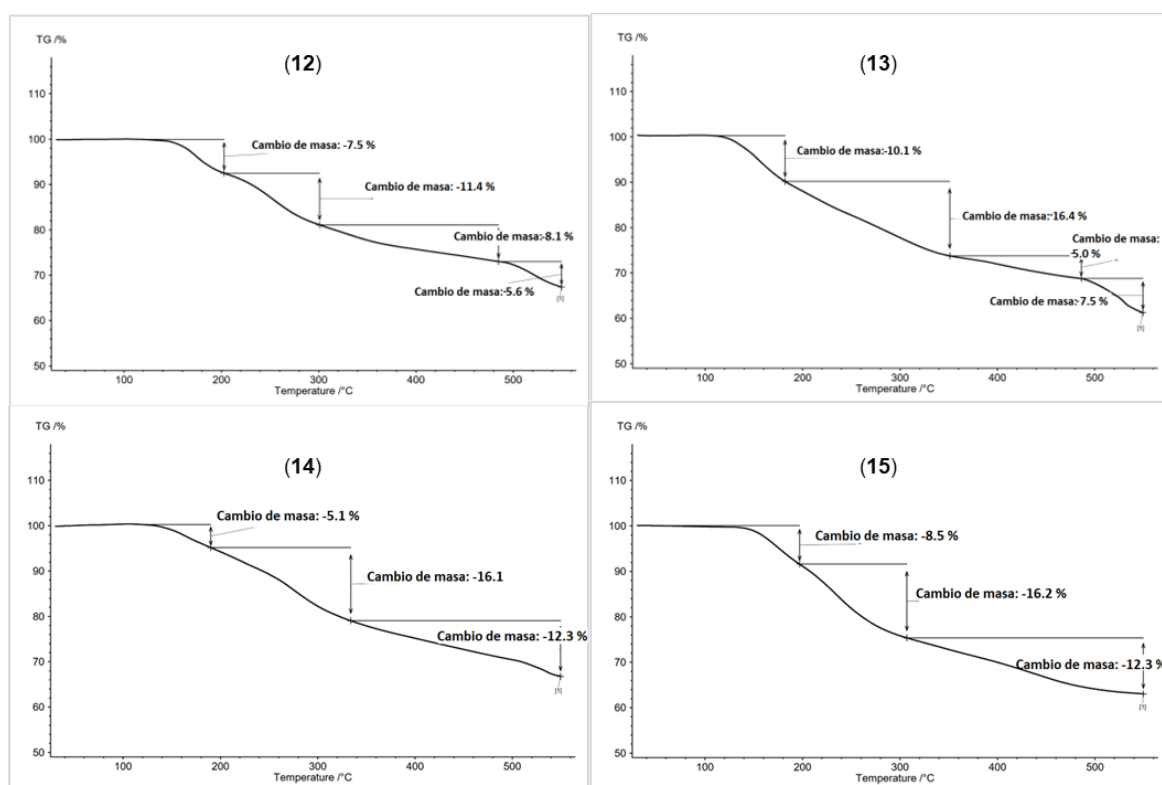 TG /%
(12)
110
100
90
80
70
60
50
Cambio de masa: -7.5 %
Cambio de masa: -11.4 %
Cambio de masa:-8.1 %
Cambio de masa:-5.6 %
[1]
100 200 300 400 500
Temperature /°C
TG /%
(13)
110
100
90
80
70
60
50
Cambio de masa:-10.1 %
Cambio de masa:-16.4 %
Cambio de masa:
-5.0 %
Cambio de masa:-7.5 %
[1]
100 200 300 400 500
Temperature /°C
TG /%
(14)
110
100
90
80
70
60
50
Cambio de masa: -5.1 %
Cambio de masa: -16.1
Cambio de masa: -12.3 %
[1]
100 200 300 400 500
Temperature /°C
TG /%
(15)
110
100
90
80
70
60
50
Cambio de masa: -8.5 %
Cambio de masa: -16.2 %
Cambio de masa: -12.3 %
[1]
100 200 300 400 500
Temperature /°C